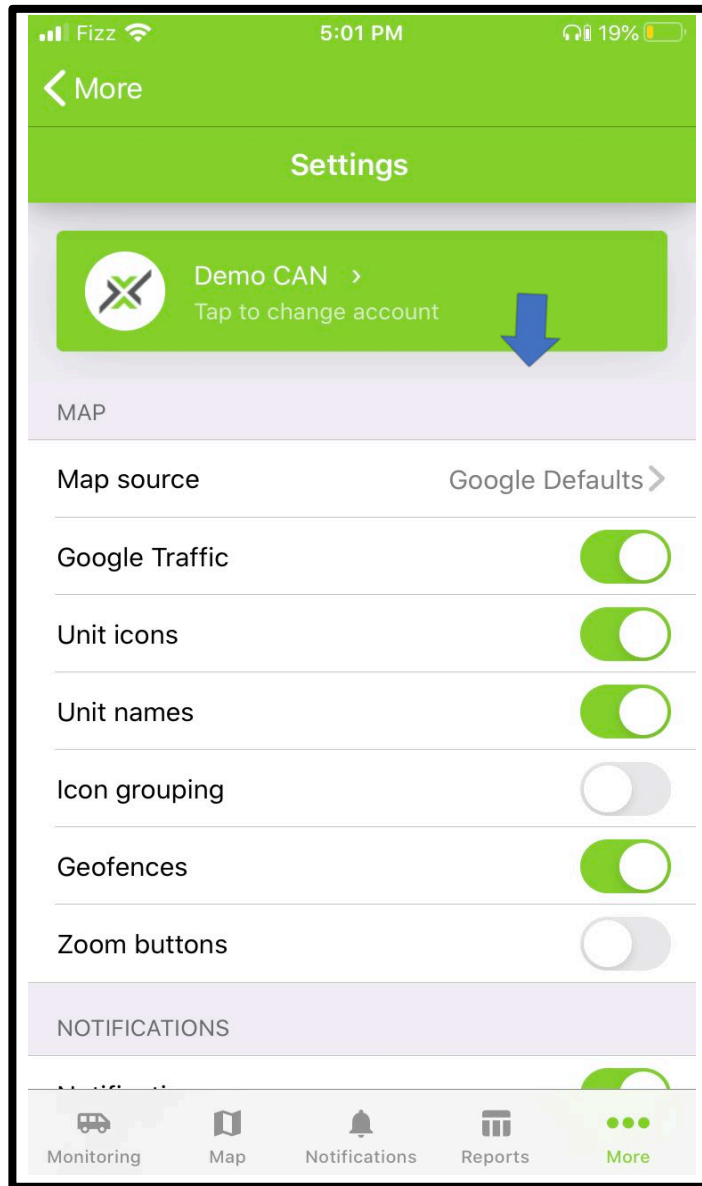 Fizz 5:01 PM 19%
More
Settings
Demo CAN >
Tap to change account
MAP
Map source Google Defaults >
Google Traffic
Unit icons
Unit names
Icon grouping
Geofences
Zoom buttons
NOTIFICATIONS
Monitoring Map Notifications Reports More